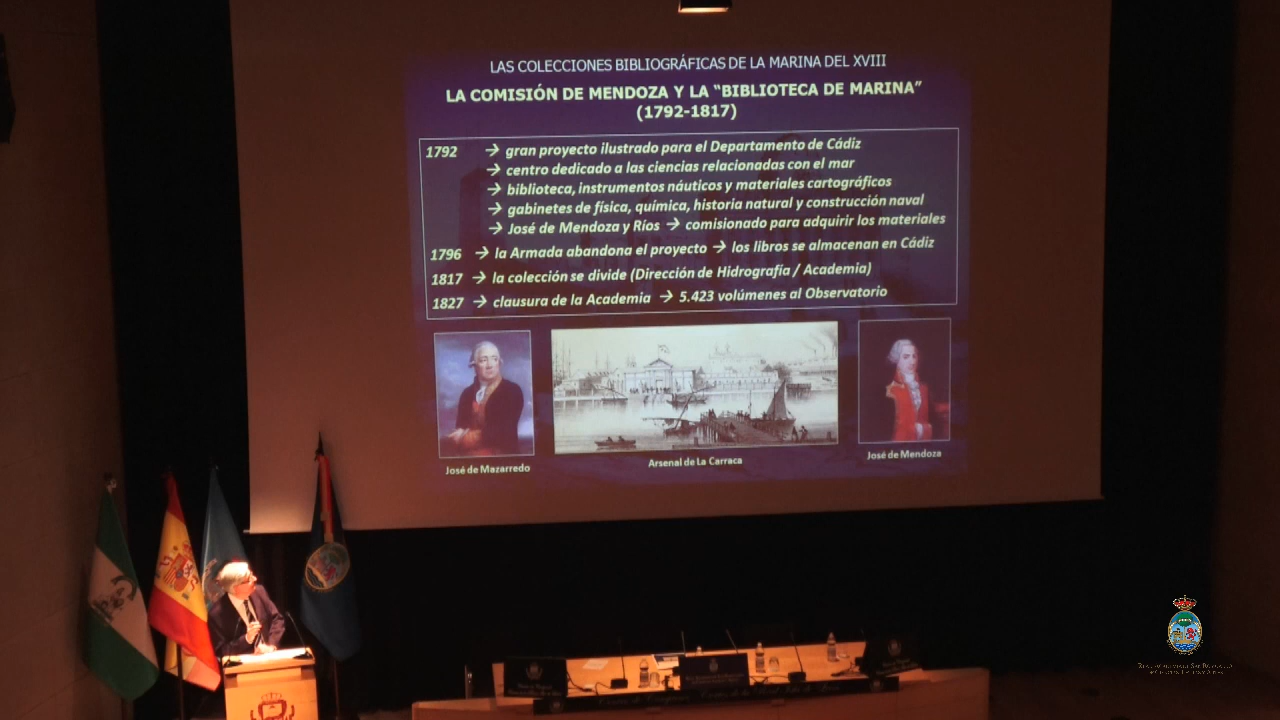 LAS COLECCIONES BIBLIOGRÁFICAS DE LA MARINA DEL XVIII
LA COMISIÓN DE MENDOZA Y LA “BIBLIOTECA DE MARINA”
(1792-1817)
1792 → gran proyecto ilustrado para el Departamento de Cádiz
→ centro dedicado a las ciencias relacionadas con el mar
→ biblioteca, instrumentos náuticos y materiales cartográficos
→ gabinetes de física, química, historia natural y construcción naval
→ José de Mendoza y Ríos → comisionado para adquirir los materiales
1796 → la Armada abandona el proyecto → los libros se almacenan en Cádiz
1817 → la colección se divide (Dirección de Hidrografía / Academia)
1827 → clausura de la Academia → 5.423 volúmenes al Observatorio
José de Mazarredo
Arsenal de La Carraca
José de Mendoza